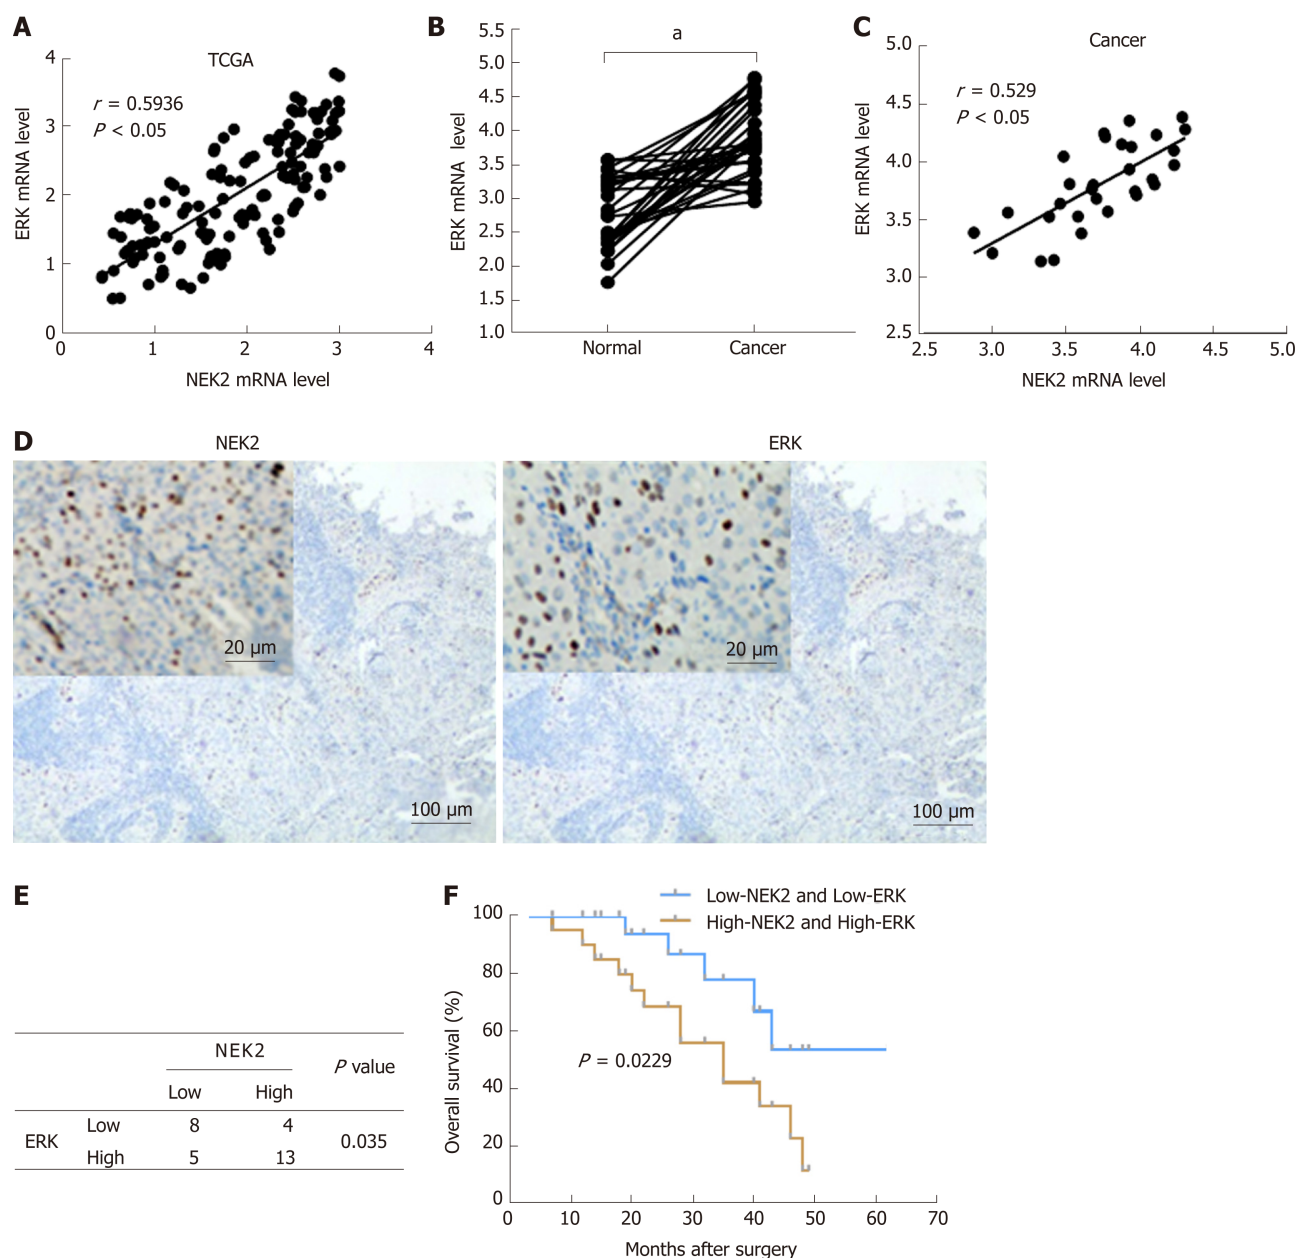 A
TCGA
r = 0.5936
P < 0.05
ERK mRNA level
4
3
2
1
0
0 1 2 3 4
NEK2 mRNA level
B
a
ERK mRNA level
5.5
5.0
4.5
4.0
3.5
3.0
2.5
2.0
1.5
1.0
Normal Cancer
C
Cancer
r = 0.529
P < 0.05
ERK mRNA level
5.0
4.5
4.0
3.5
3.0
2.5
2.5 3.0 3.5 4.0 4.5 5.0
NEK2 mRNA level
D
NEK2
20 µm
100 µm
ERK
20 µm
100 µm
E
NEK2 P value
Low High
ERK Low 8 4 0.035
High 5 13
F
Low-NEK2 and Low-ERK
High-NEK2 and High-ERK
P = 0.0229
Overall survival (%)
100
80
60
40
20
0
0 10 20 30 40 50 60 70
Months after surgery